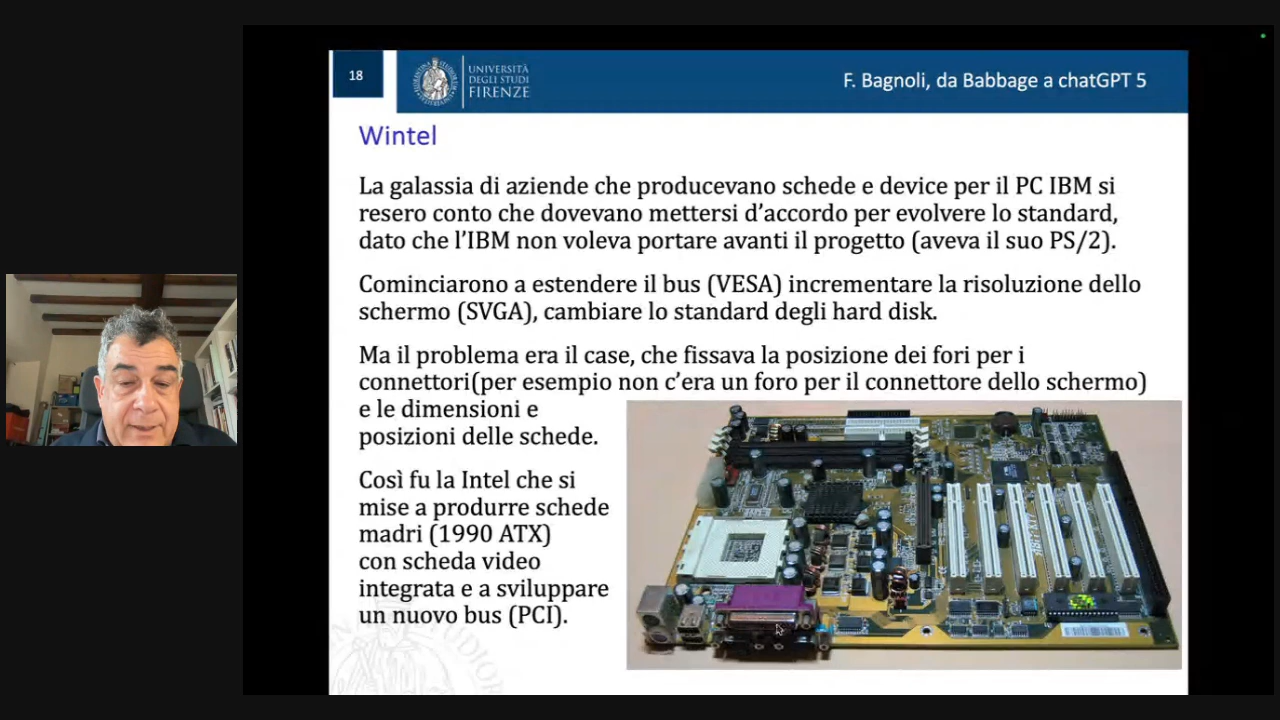 18
UNIVERSITÀ
DEGLI STUDI
FIRENZE
F. Bagnoli, da Babbage a chatGPT 5
Wintel
La galassia di aziende che producevano schede e device per il PC IBM si
resero conto che dovevano mettersi d’accordo per evolvere lo standard,
dato che l’IBM non voleva portare avanti il progetto (aveva il suo PS/2).
Cominciarono a estendere il bus (VESA) incrementare la risoluzione dello
schermo (SVGA), cambiare lo standard degli hard disk.
Ma il problema era il case, che fissava la posizione dei fori per i
connettori(per esempio non c’era un foro per il connettore dello schermo)
e le dimensioni e
posizioni delle schede.
Così fu la Intel che si
mise a produrre schede
madri (1990 ATX)
con scheda video
integrata e a sviluppare
un nuovo bus (PCI).